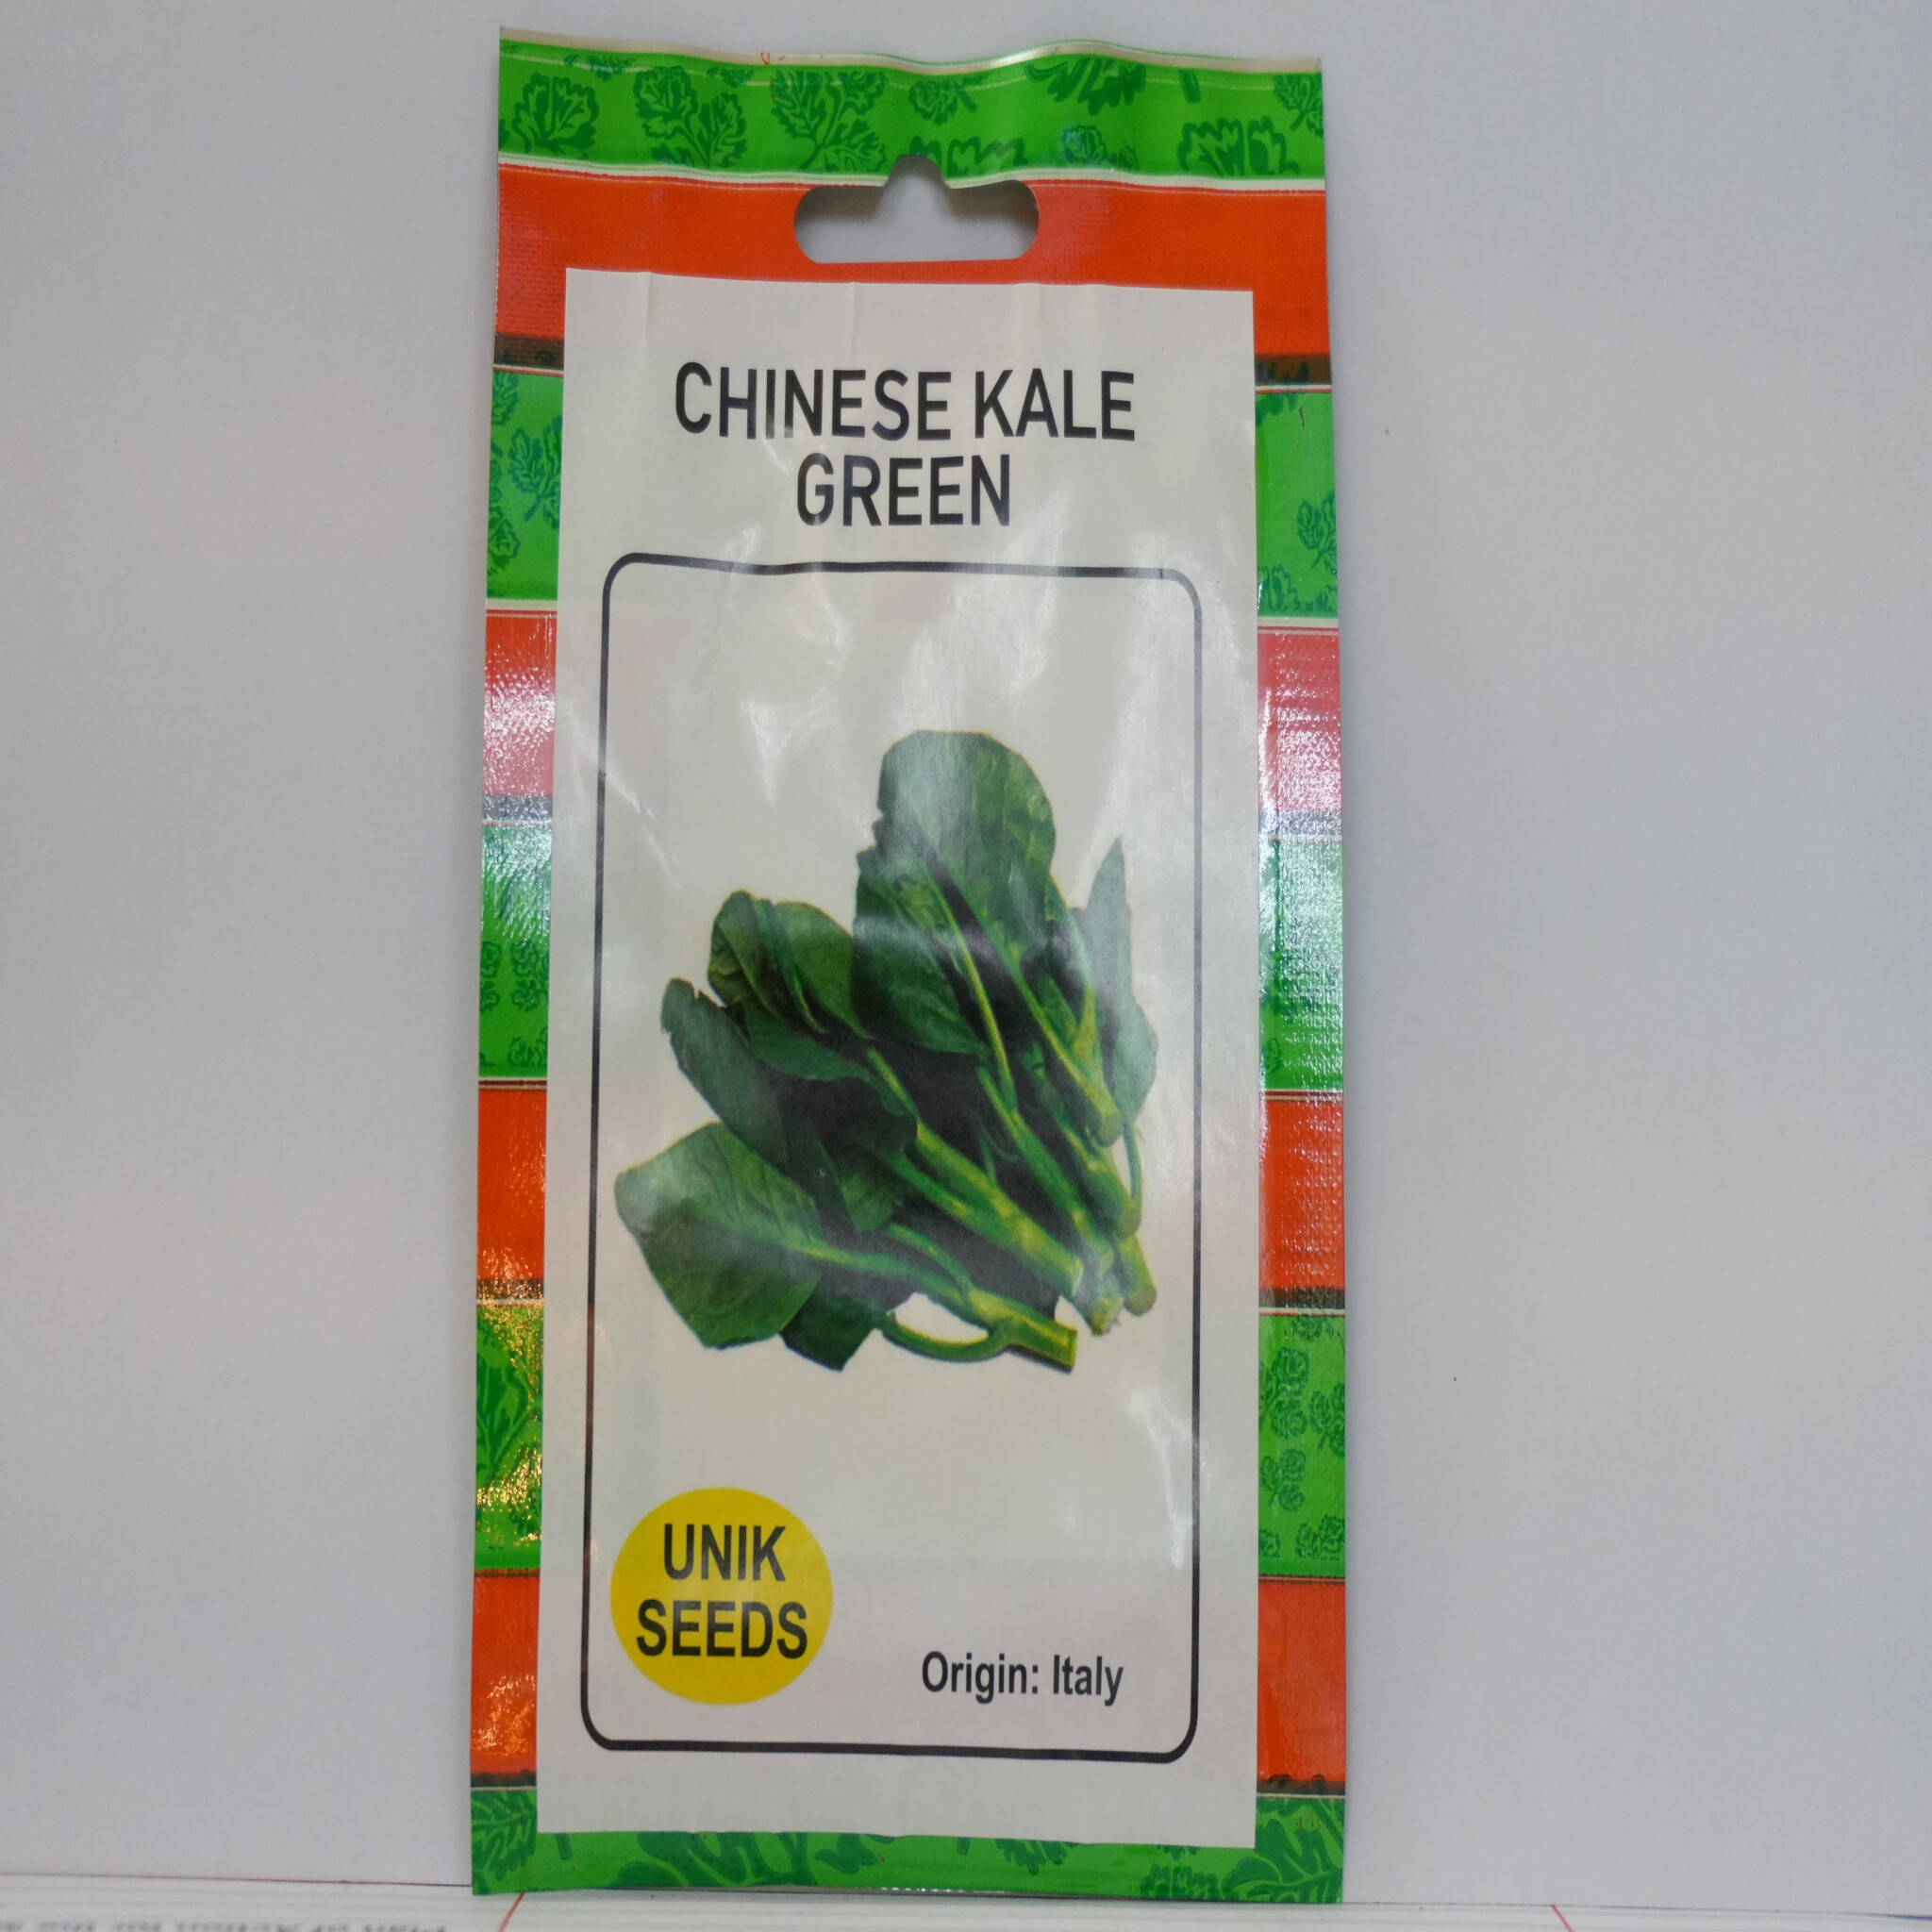 CHINESE KALE
GREEN
UNIK
SEEDS
Origin: Italy